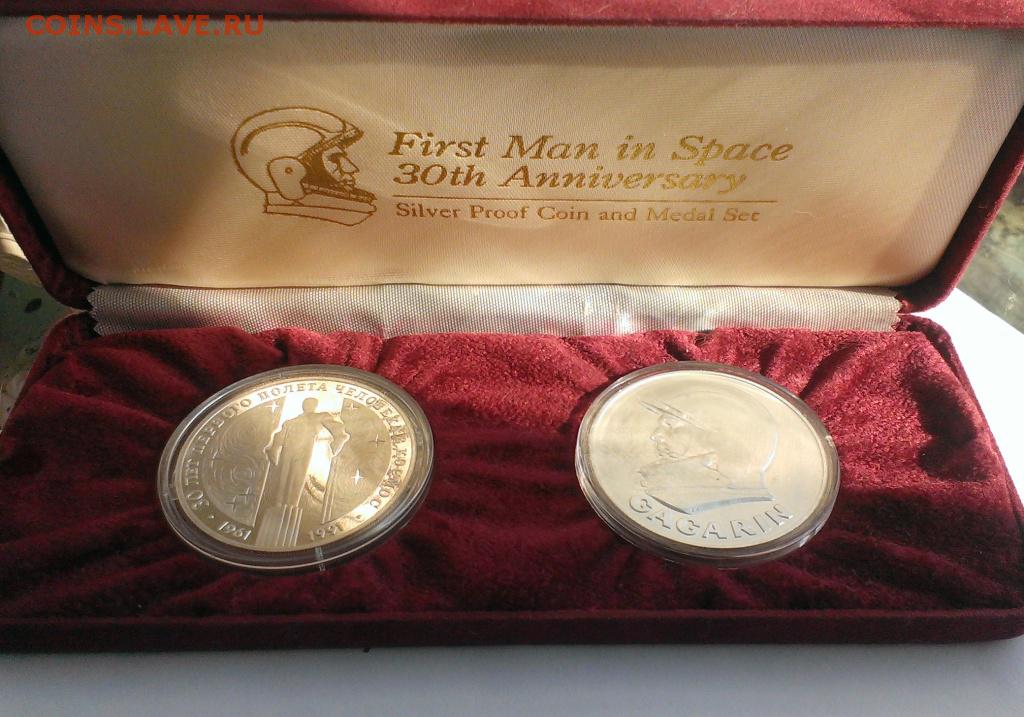 COINS.LAVE.RU
First Man in Space
30th Anniversary
Silver Proof Coin and Medal Set
30 ЛЕТ ПЕРВОГО ПОЛЕТА ЧЕЛОВЕКА В КОСМОС
1961 1991
GAGARIN